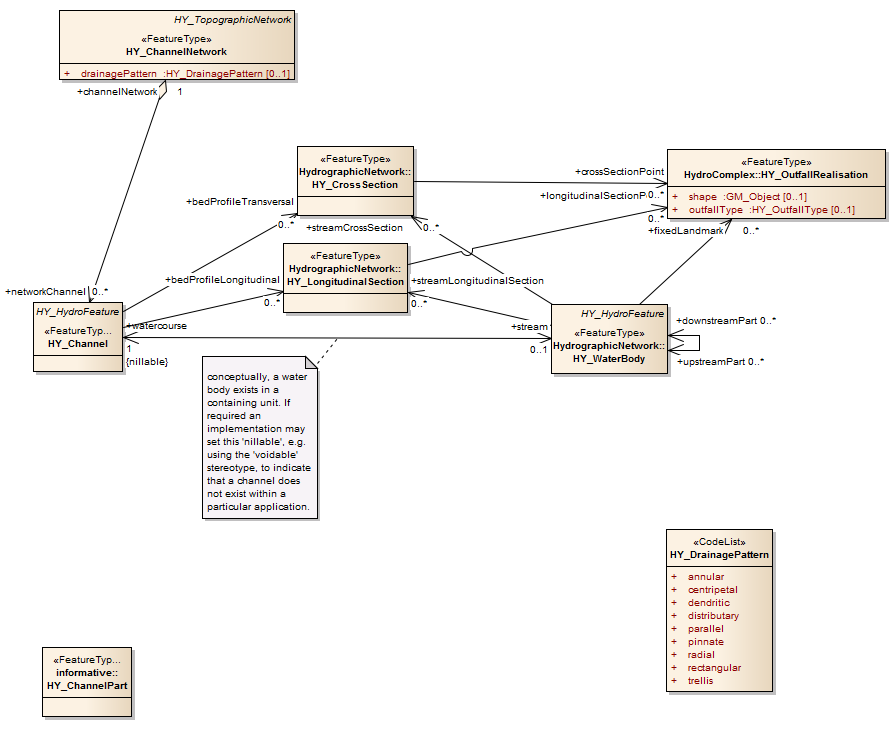 HY_TopographicNetwork
«FeatureType»
HY_ChannelNetwork
+ drainagePattern :HY_DrainagePattern [0..1]
+channelNetwork 1
«FeatureType»
HydrographicNetwork::
HY_CrossSection
+crossSectionPoint
0..*
«FeatureType»
HydroComplex::HY_OutfallRealisation
+ shape :GM_Object [0..1]
+ outfallType :HY_OutfallType [0..1]
+bedProfileTransversal
0..*
+longitudinalSectionP
0..*
+streamCrossSection
0..*
+fixedLandmark 0..*
«FeatureType»
HydrographicNetwork::
HY_LongitudinalSection
+bedProfileLongitudinal
0..*
+streamLongitudinalSection
0..*
+networkChannel 0..*
HY_HydroFeature
«FeatureTyp...
HY_Channel
+watercourse
1
{nillable}
+stream
0..1
HY_HydroFeature
«FeatureType»
HydrographicNetwork::
HY_WaterBody
+downstreamPart 0..*
+upstreamPart 0..*
conceptually, a water
body exists in a
containing unit. If
required an
implementation may
set this 'nillable', e.g.
using the 'voidable'
stereotype, to indicate
that a channel does
not exist within a
particular application.
«CodeList»
HY_DrainagePattern
+ annular
+ centripetal
+ dendritic
+ distributary
+ parallel
+ pinnate
+ radial
+ rectangular
+ trellis
«FeatureTyp...
informative::
HY_ChannelPart